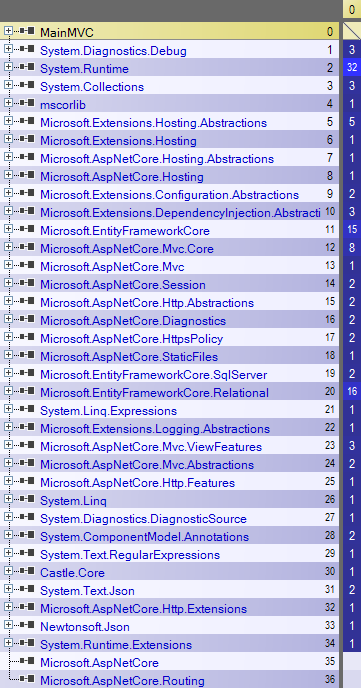 0
MainMVC 0
System.Diagnostics.Debug 1 3
System.Runtime 2 32
System.Collections 3 3
mscorlib 4 1
Microsoft.Extensions.Hosting.Abstractions 5 5
Microsoft.Extensions.Hosting 6 1
Microsoft.AspNetCore.Hosting.Abstractions 7 1
Microsoft.AspNetCore.Hosting 8 1
Microsoft.Extensions.Configuration.Abstractions 9 2
Microsoft.Extensions.DependencyInjection.Abstracti 10 3
Microsoft.EntityFrameworkCore 11 15
Microsoft.AspNetCore.Mvc.Core 12 8
Microsoft.AspNetCore.Mvc 13 1
Microsoft.AspNetCore.Session 14 2
Microsoft.AspNetCore.Http.Abstractions 15 2
Microsoft.AspNetCore.Diagnostics 16 2
Microsoft.AspNetCore.HttpsPolicy 17 2
Microsoft.AspNetCore.StaticFiles 18 1
Microsoft.EntityFrameworkCore.SqlServer 19 2
Microsoft.EntityFrameworkCore.Relational 20 16
System.Linq.Expressions 21 1
Microsoft.Extensions.Logging.Abstractions 22 1
Microsoft.AspNetCore.Mvc.ViewFeatures 23 3
Microsoft.AspNetCore.Mvc.Abstractions 24 2
Microsoft.AspNetCore.Http.Features 25 1
System.Linq 26 1
System.Diagnostics.DiagnosticSource 27 1
System.ComponentModel.Annotations 28 2
System.Text.RegularExpressions 29 1
Castle.Core 30 1
System.Text.Json 31 2
Microsoft.AspNetCore.Http.Extensions 32 1
Newtonsoft.Json 33 1
System.Runtime.Extensions 34 1
Microsoft.AspNetCore 35
Microsoft.AspNetCore.Routing 36